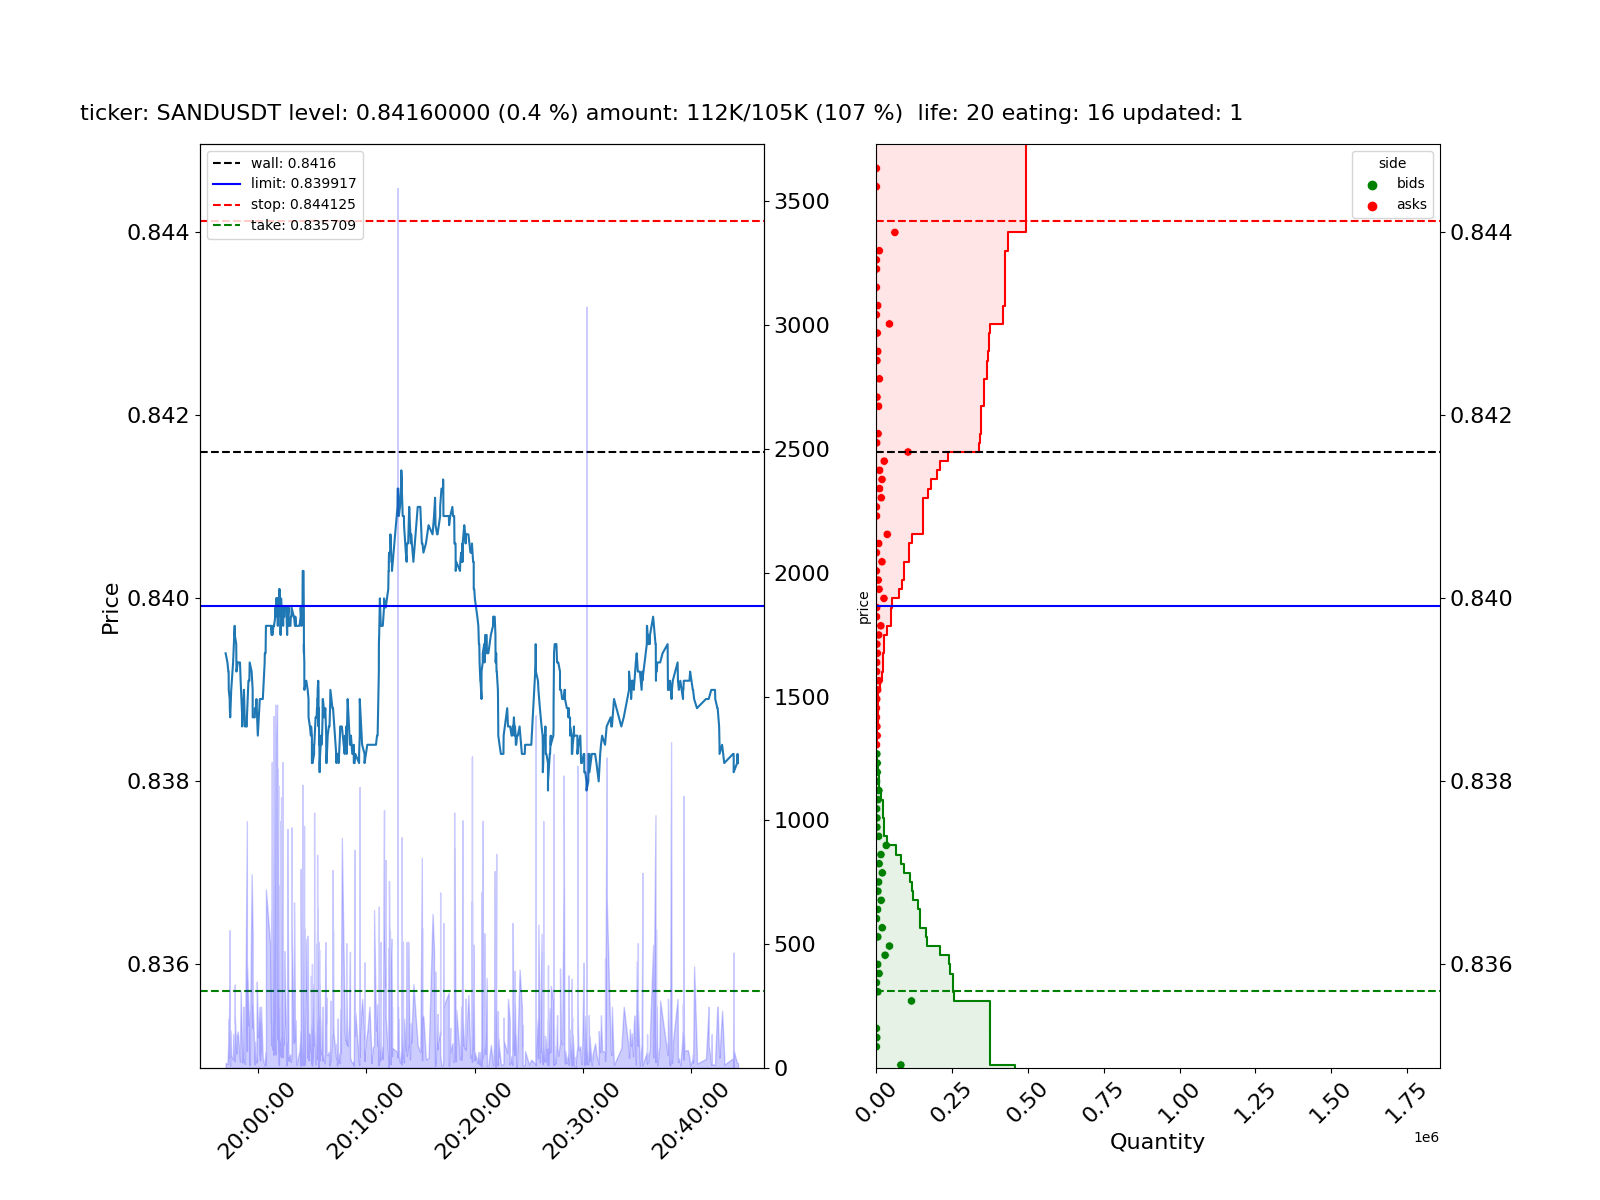 ticker: SANDUSDT level: 0.84160000 (0.4 %) amount: 112K/105K (107 %)  life: 20 eating: 16 updated: 1
wall: 0.8416
limit: 0.839917
stop: 0.844125
take: 0.835709
0.844
0.842
0.840
0.838
0.836
Price
3500
3000
2500
2000
1500
1000
500
0
20:00:00
20:10:00
20:20:00
20:30:00
20:40:00
side
bids
asks
price
0.844
0.842
0.840
0.838
0.836
0.00
0.25
0.50
0.75
1.00
1.25
1.50
1.75
1e6
Quantity